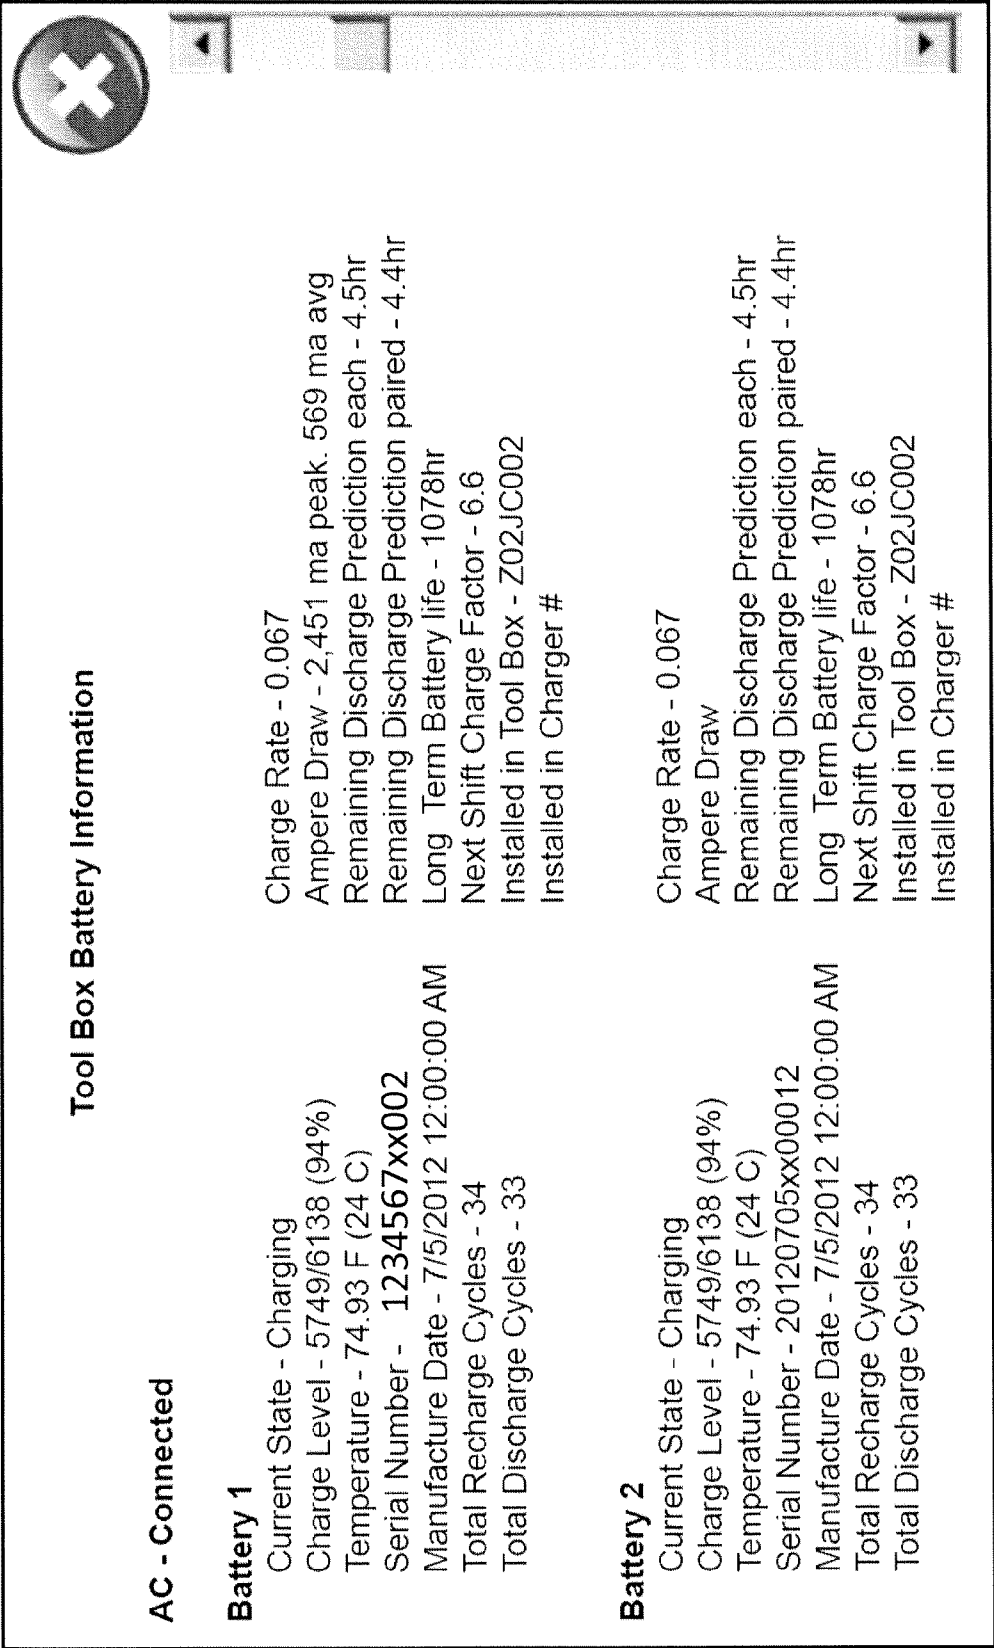 Tool Box Battery Information
AC - Connected
Battery 1
Current State - Charging
Charge Level - 5749/6138 (94%)
Temperature - 74.93 F (24 C)
Serial Number - 1234567xx002
Manufacture Date - 7/5/2012 12:00:00 AM
Total Recharge Cycles - 34
Total Discharge Cycles - 33
Charge Rate - 0.067
Ampere Draw - 2,451 ma peak. 569 ma avg
Remaining Discharge Prediction each - 4.5hr
Remaining Discharge Prediction paired - 4.4hr
Long Term Battery life - 1078hr
Next Shift Charge Factor - 6.6
Installed in Tool Box - Z02JC002
Installed in Charger #
Battery 2
Current State - Charging
Charge Level - 5749/6138 (94%)
Temperature - 74.93 F (24 C)
Serial Number - 20120705xx00012
Manufacture Date - 7/5/2012 12:00:00 AM
Total Recharge Cycles - 34
Total Discharge Cycles - 33
Charge Rate - 0.067
Ampere Draw
Remaining Discharge Prediction each - 4.5hr
Remaining Discharge Prediction paired - 4.4hr
Long Term Battery life - 1078hr
Next Shift Charge Factor - 6.6
Installed in Tool Box - Z02JC002
Installed in Charger #